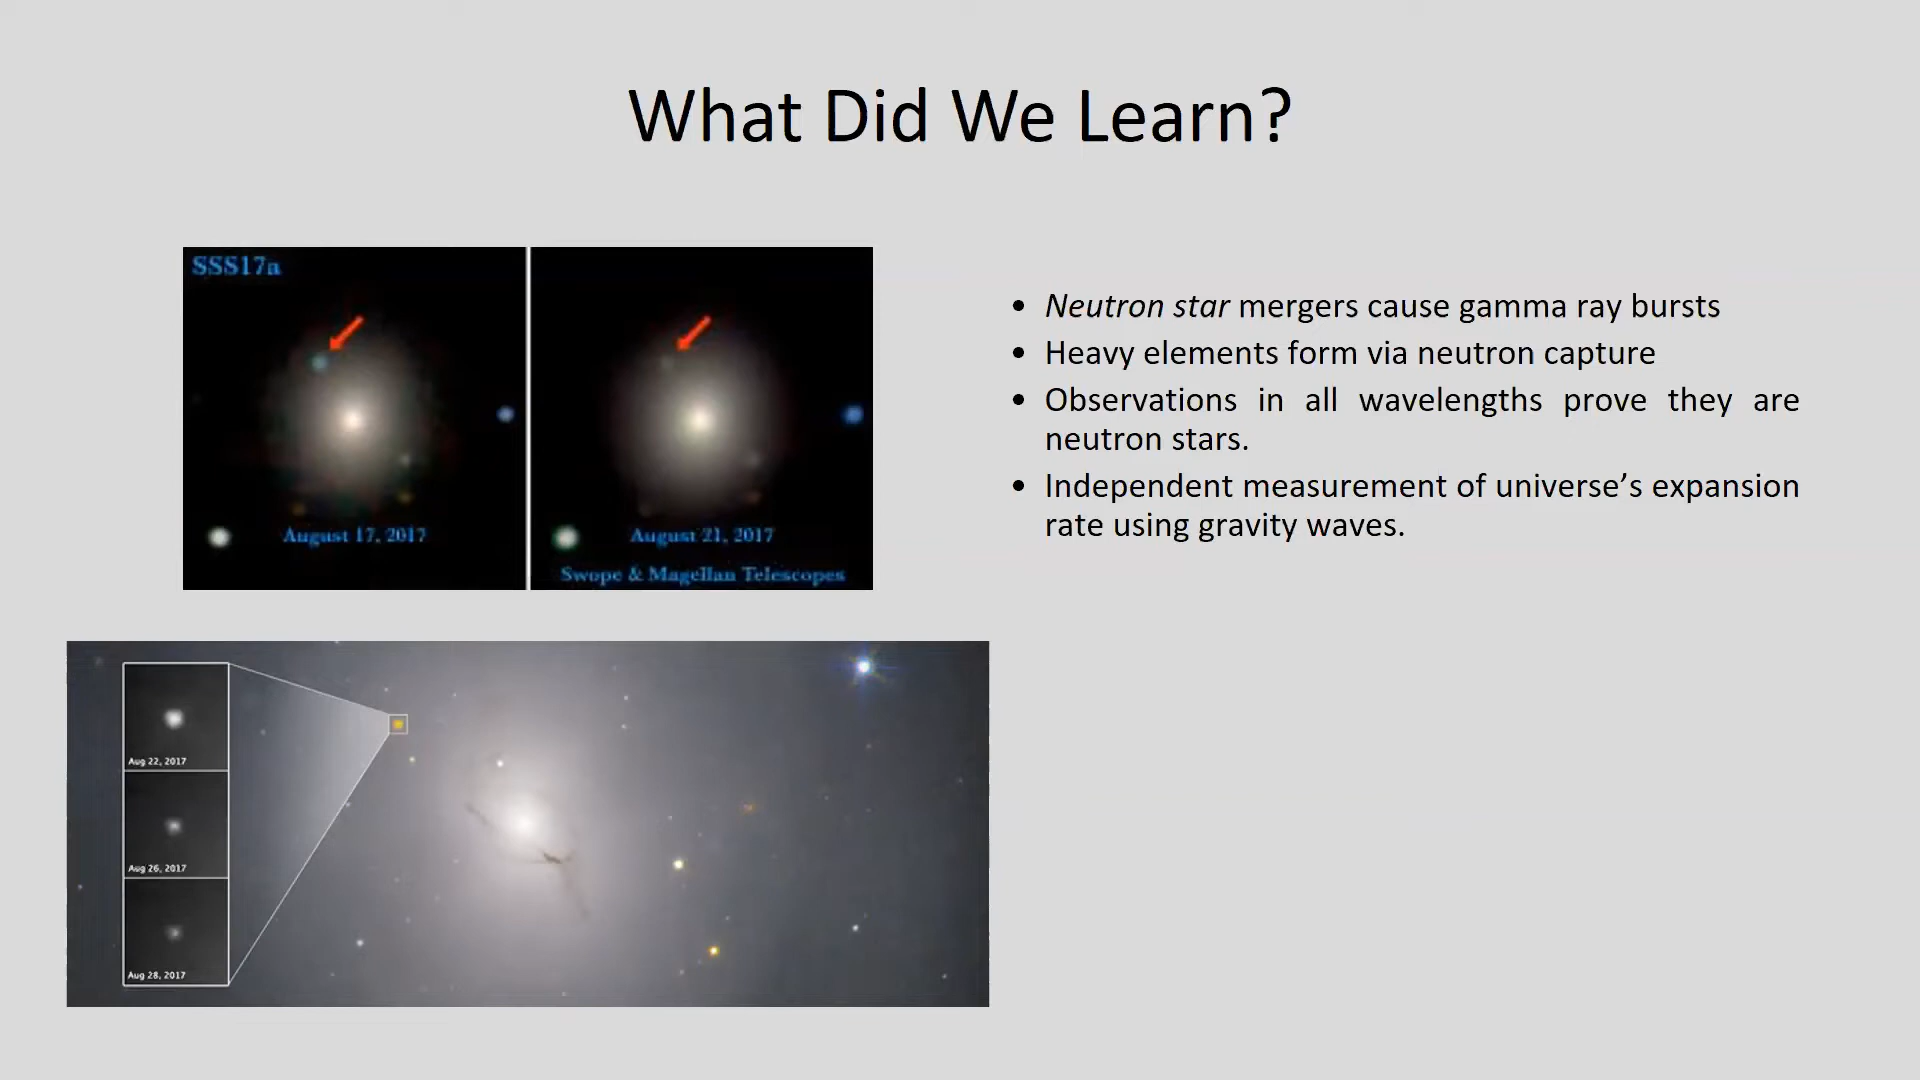 What Did We Learn?
SSS17a
August 17, 2017
August 21, 2017
Swope & Magellan Telescopes
• Neutron star mergers cause gamma ray bursts
• Heavy elements form via neutron capture
• Observations in all wavelengths prove they are
neutron stars.
• Independent measurement of universe’s expansion
rate using gravity waves.
Aug 22, 2017
Aug 26, 2017
Aug 28, 2017